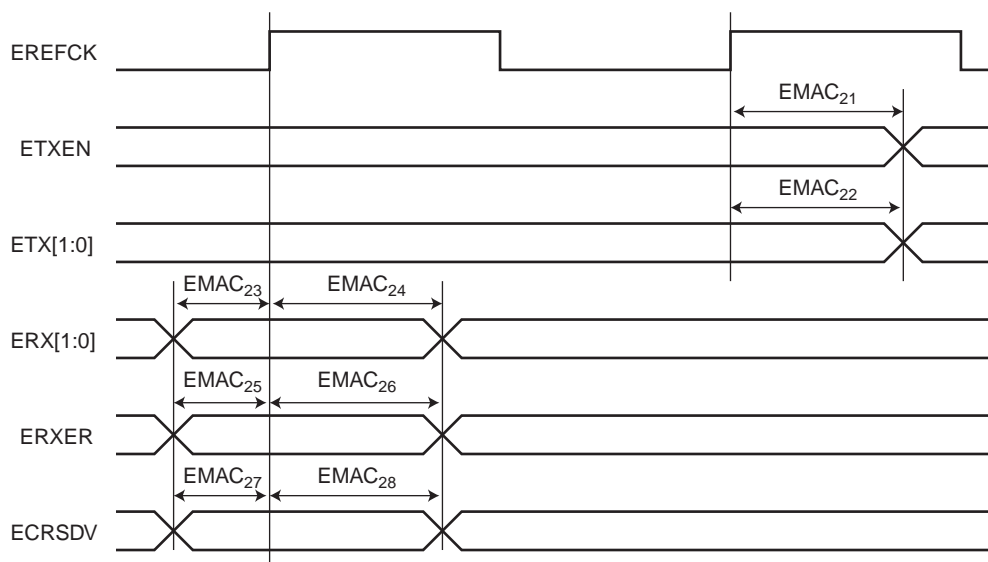 EREFCK
EMAC21
ETXEN
EMAC22
ETX[1:0]
EMAC23 EMAC24
ERX[1:0]
EMAC25 EMAC26
ERXER
EMAC27 EMAC28
ECRSDV